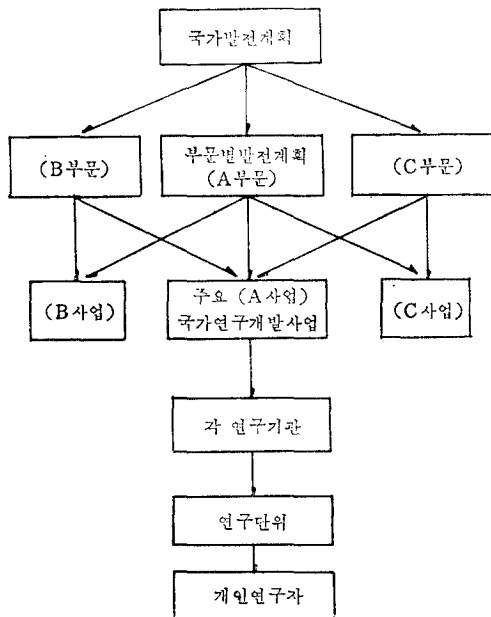 국가발전계획
(B부문)
부문별발전계획
(A부문)
(C부문)
(B사업)
주요 (A사업)
국가연구개발사업
(C사업)
각 연구기관
연구단위
개인연구자